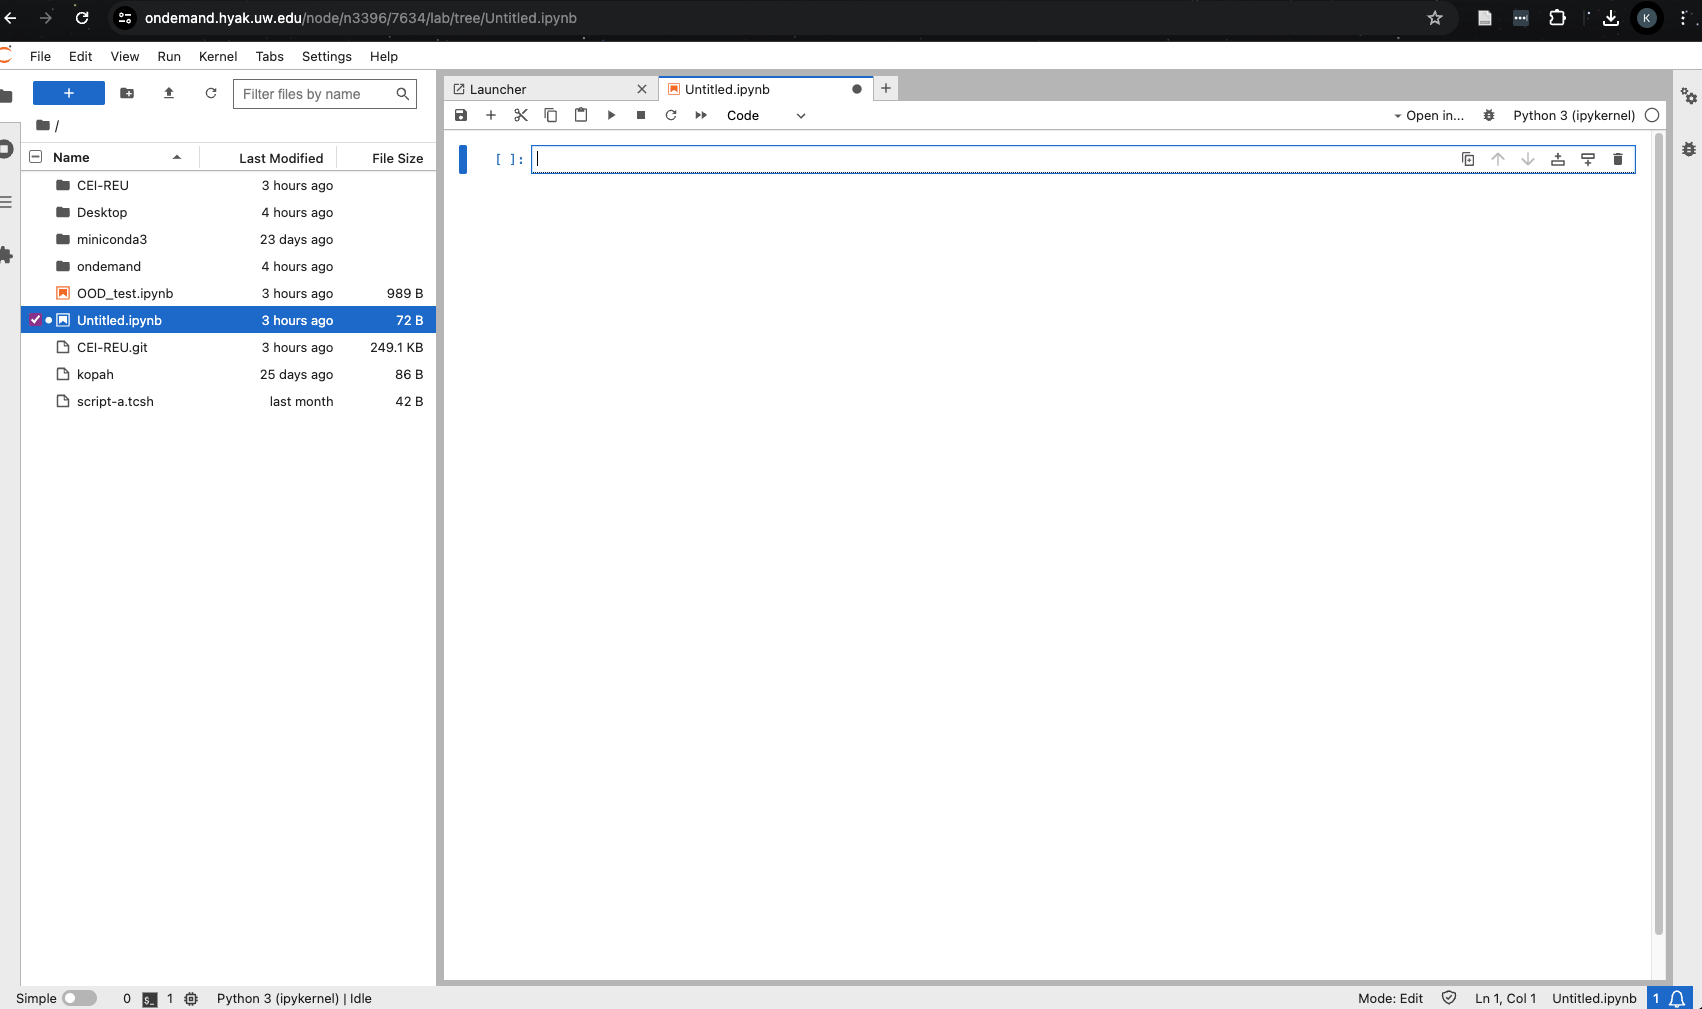 ondemand.hyak.uw.edu/node/n3396/7634/lab/tree/Untitled.ipynb
K
File Edit View Run Kernel Tabs Settings Help
+ Filter files by name
/
Name Last Modified File Size
CEI-REU 3 hours ago
Desktop 4 hours ago
miniconda3 23 days ago
ondemand 4 hours ago
OOD_test.ipynb 3 hours ago 989 B
Untitled.ipynb 3 hours ago 72 B
CEI-REU.git 3 hours ago 249.1 KB
kopah 25 days ago 86 B
script-a.tcsh last month 42 B
Launcher Untitled.ipynb
Code Open in... Python 3 (ipykernel)
[ ]:
Simple 0 $_ 1 Python 3 (ipykernel) | Idle Mode: Edit Ln 1, Col 1 Untitled.ipynb 1